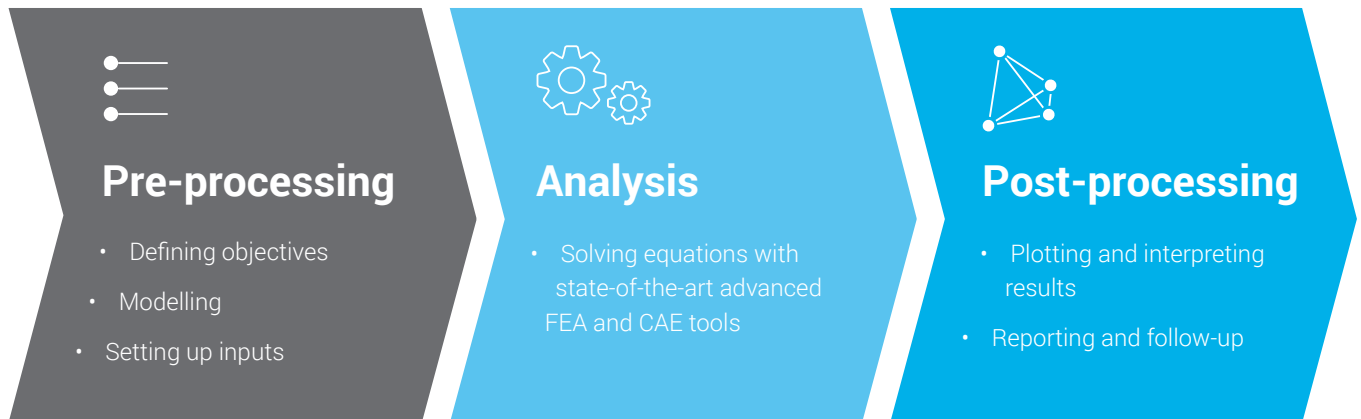 Pre-processing
• Defining objectives
• Modelling
• Setting up inputs
Analysis
• Solving equations with
state-of-the-art advanced
FEA and CAE tools
Post-processing
• Plotting and interpreting
results
• Reporting and follow-up